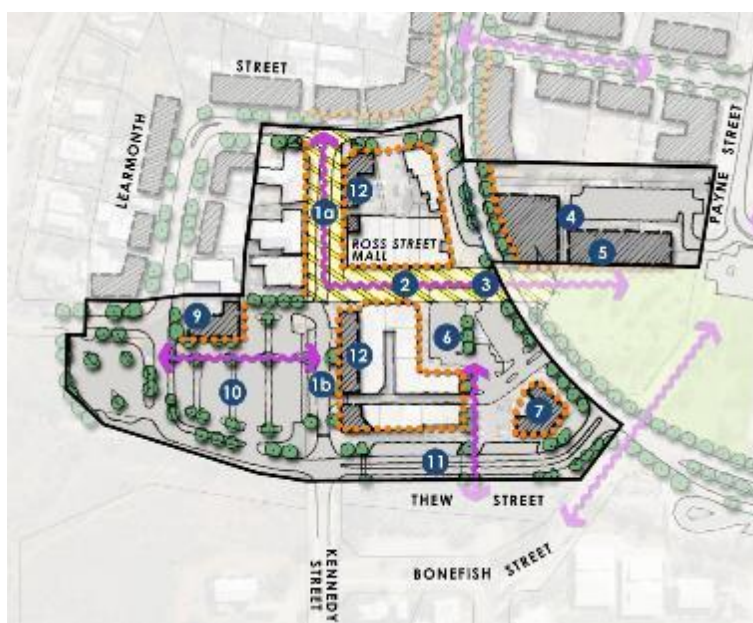 STREET
LEARMONTH
PAYNE STREET
1a
12
4
5
ROSS STREET
MALL
2
3
9
6
12
1b
10
7
11
THEW STREET
KENNEDY
STREET
BONEFISH STREET